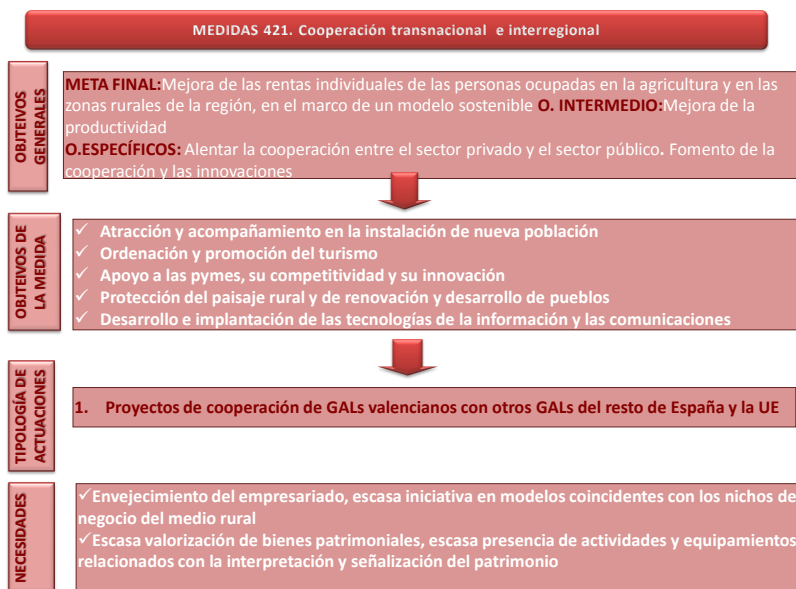 MEDIDAS 421. Cooperación transnacional e interregional
OBJTEIVOS
GENERALES
META FINAL:Mejora de las rentas individuales de las personas ocupadas en la agricultura y en las
zonas rurales de la región, en el marco de un modelo sostenible O. INTERMEDIO:Mejora de la
productividad
O.ESPECÍFICOS: Alentar la cooperación entre el sector privado y el sector público. Fomento de la
cooperación y las innovaciones
OBJTEIVOS DE
LA MEDIDA
✓ Atracción y acompañamiento en la instalación de nueva población
✓ Ordenación y promoción del turismo
✓ Apoyo a las pymes, su competitividad y su innovación
✓ Protección del paisaje rural y de renovación y desarrollo de pueblos
✓ Desarrollo e implantación de las tecnologías de la información y las comunicaciones
TIPOLOGÍA DE
ACTUACIONES
1. Proyectos de cooperación de GALs valencianos con otros GALs del resto de España y la UE
NECESIDADES
✓Envejecimiento del empresariado, escasa iniciativa en modelos coincidentes con los nichos de
negocio del medio rural
✓Escasa valorización de bienes patrimoniales, escasa presencia de actividades y equipamientos
relacionados con la interpretación y señalización del patrimonio